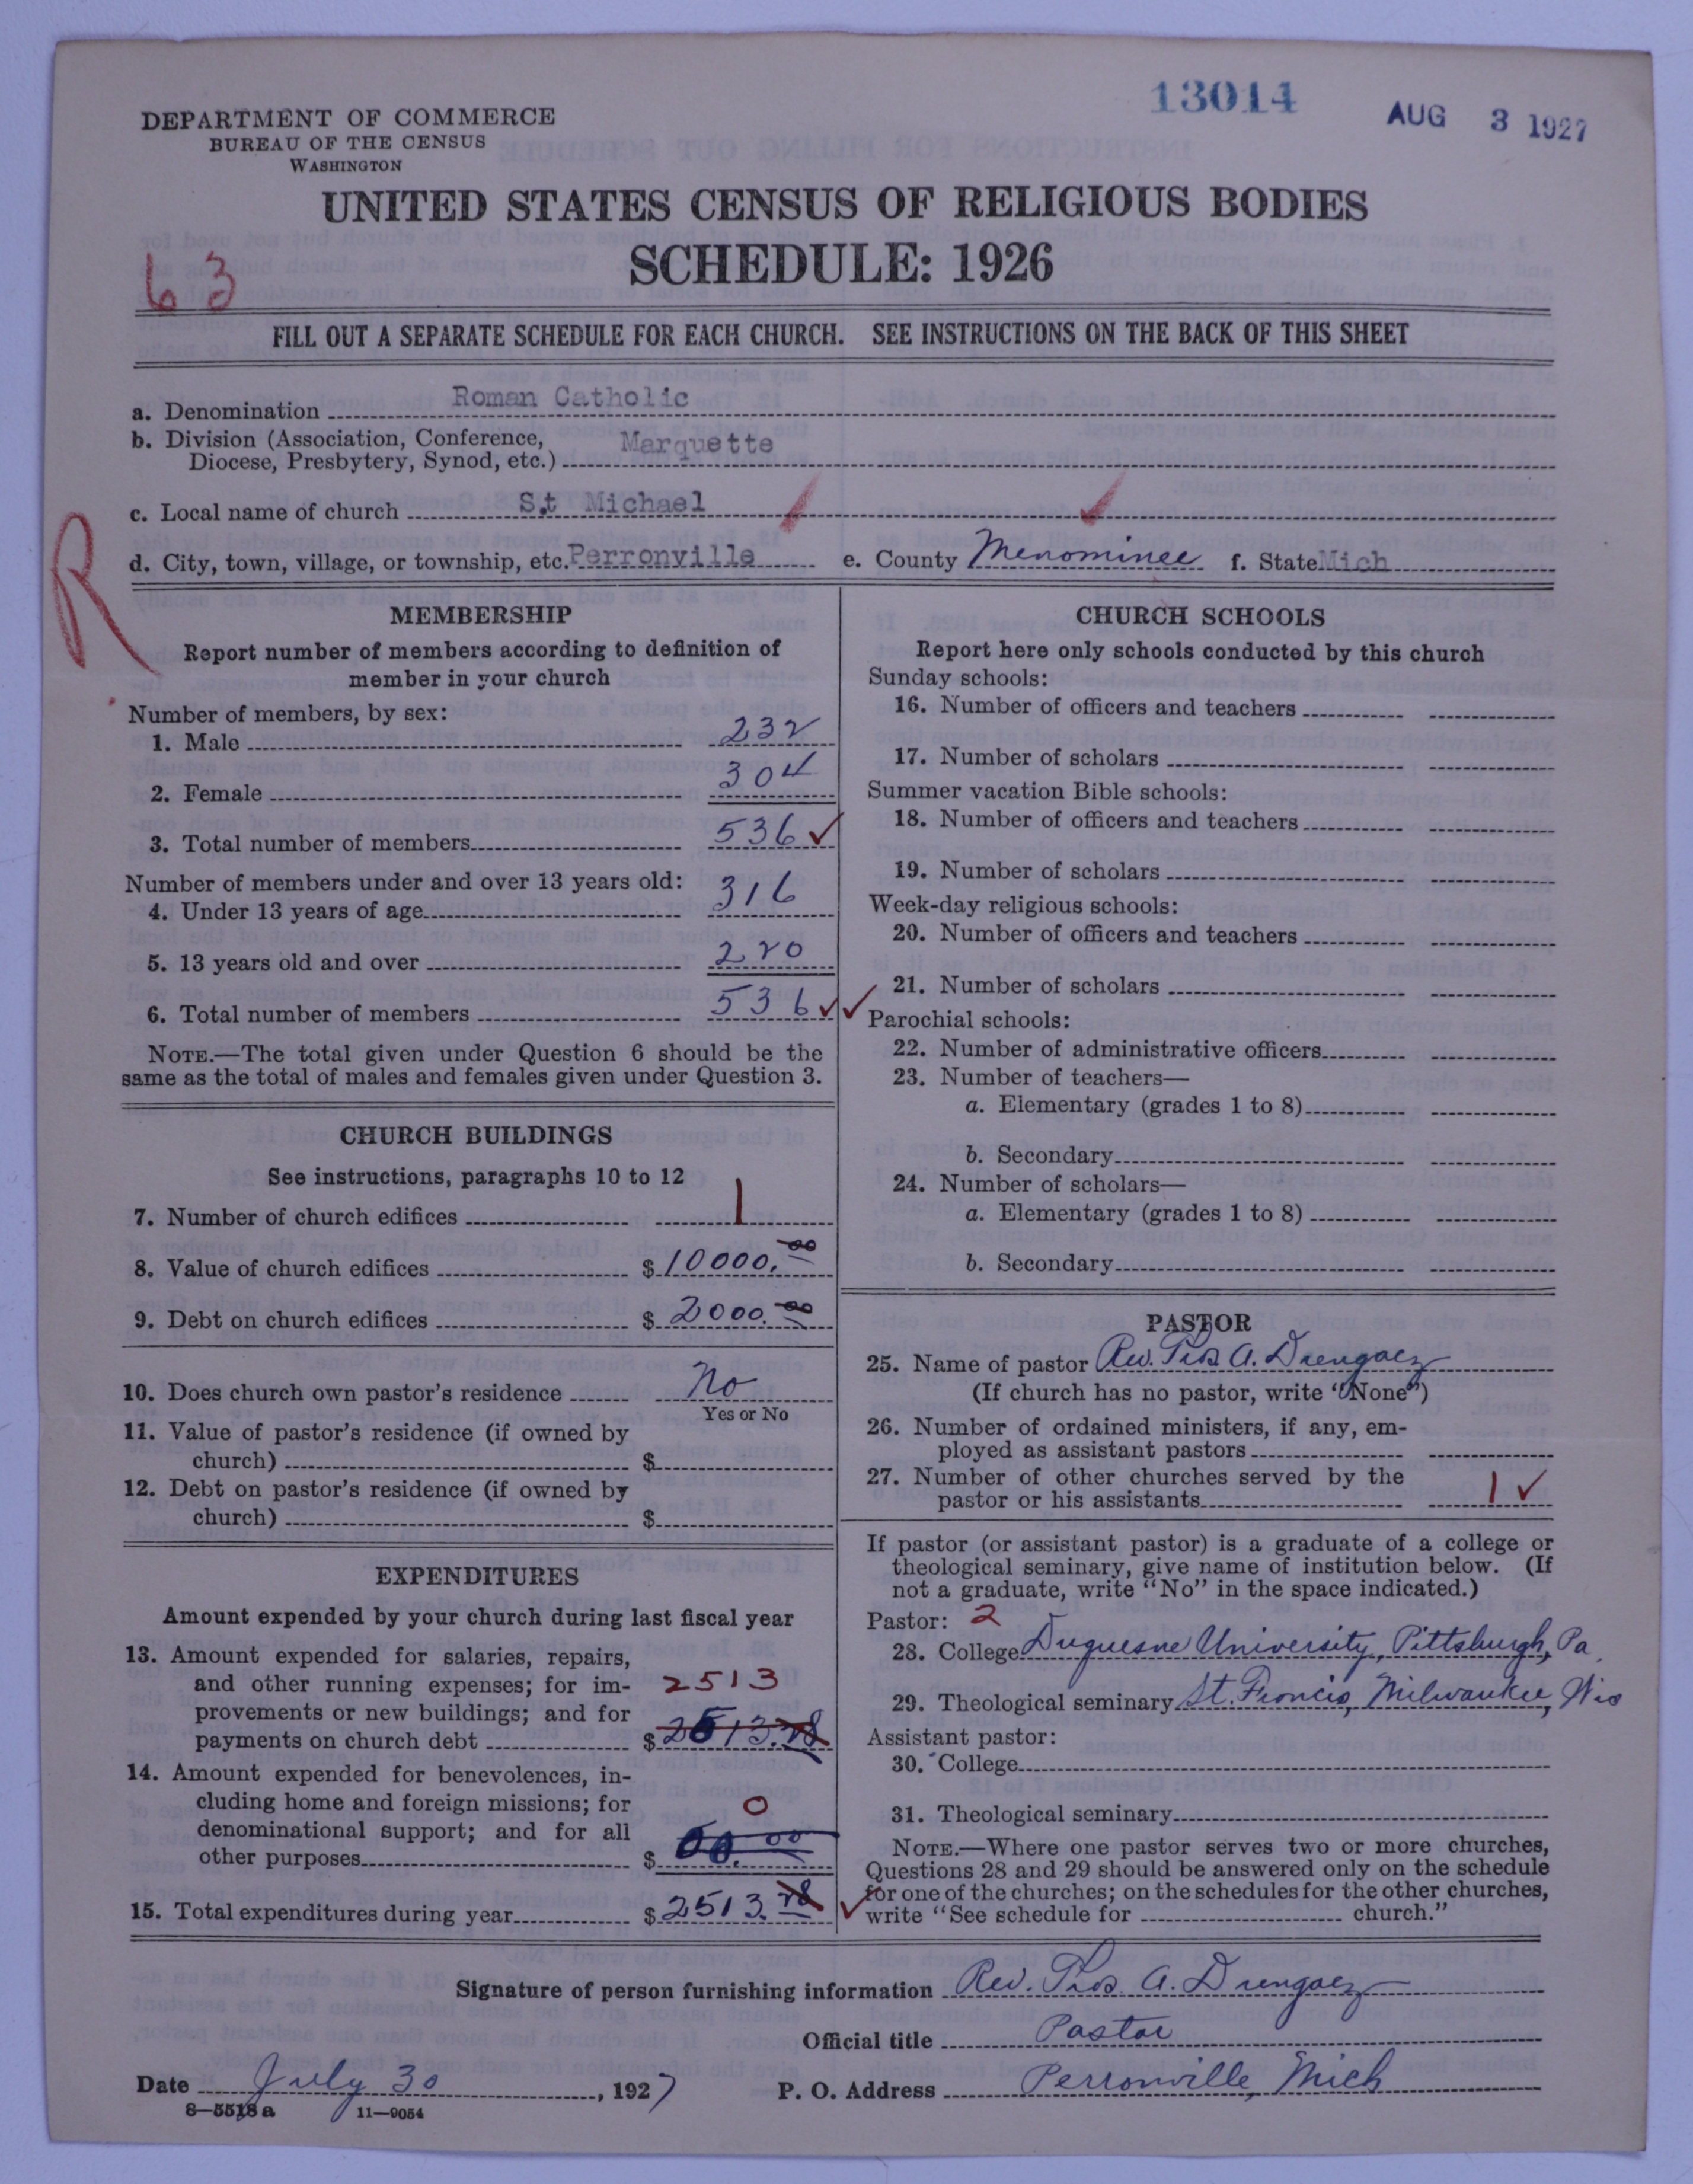 13014
AUG 3 1927
DEPARTMENT OF COMMERCE
BUREAU OF THE CENSUS
WASHINGTON
UNITED STATES CENSUS OF RELIGIOUS BODIES
SCHEDULE: 1926
63
FILL OUT A SEPARATE SCHEDULE FOR EACH CHURCH. SEE INSTRUCTIONS ON THE BACK OF THIS SHEET
a. Denomination Roman Catholic
b. Division (Association, Conference,
Diocese, Presbytery, Synod, etc.) Marquette
c. Local name of church St Michael
d. City, town, village, or township, etc. Perronville e. County Menominee f. State Mich
R
MEMBERSHIP
Report number of members according to definition of
member in your church
Number of members, by sex:
1. Male 232
2. Female 304
3. Total number of members 536 ✓
Number of members under and over 13 years old:
4. Under 13 years of age 316
5. 13 years old and over 220
6. Total number of members 536 ✓✓
NOTE.—The total given under Question 6 should be the
same as the total of males and females given under Question 3.
CHURCH BUILDINGS
See instructions, paragraphs 10 to 12
7. Number of church edifices 1
8. Value of church edifices $ 10000.00
9. Debt on church edifices $ 2000.00
10. Does church own pastor's residence No
Yes or No
11. Value of pastor's residence (if owned by
church) $
12. Debt on pastor's residence (if owned by
church) $
EXPENDITURES
Amount expended by your church during last fiscal year
13. Amount expended for salaries, repairs,
and other running expenses; for im- 2513
provements or new buildings; and for
payments on church debt $ 2513.28
14. Amount expended for benevolences, in-
cluding home and foreign missions; for 0
denominational support; and for all
other purposes $ 00.00
15. Total expenditures during year $ 2513.28 ✓
CHURCH SCHOOLS
Report here only schools conducted by this church
Sunday schools:
16. Number of officers and teachers
17. Number of scholars
Summer vacation Bible schools:
18. Number of officers and teachers
19. Number of scholars
Week-day religious schools:
20. Number of officers and teachers
21. Number of scholars
Parochial schools:
22. Number of administrative officers
23. Number of teachers—
a. Elementary (grades 1 to 8)
b. Secondary
24. Number of scholars—
a. Elementary (grades 1 to 8)
b. Secondary
PASTOR
25. Name of pastor Rev. A.
(If church has no pastor, write "None")
26. Number of ordained ministers, if any, em-
ployed as assistant pastors
27. Number of other churches served by the
pastor or his assistants 1 ✓
If pastor (or assistant pastor) is a graduate of a college or
theological seminary, give name of institution below. (If
not a graduate, write "No" in the space indicated.)
Pastor: 2
28. College Duquesne University, Pittsburgh, Pa.
29. Theological seminary St. Francis, Milwaukee, Wis
Assistant pastor:
30. College
31. Theological seminary
NOTE.—Where one pastor serves two or more churches,
Questions 28 and 29 should be answered only on the schedule
for one of the churches; on the schedules for the other churches,
write "See schedule for church."
Signature of person furnishing information Rev. A.
Official title Pastor
Date July 30, 1927 P. O. Address Perronville, Mich
8—5518 a 11—9054